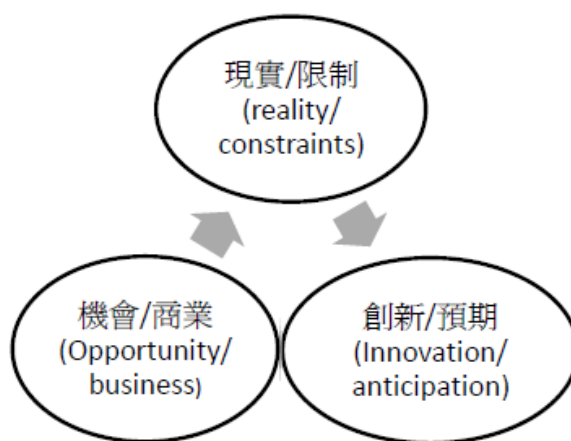 現實/限制
(reality/
constraints)
機會/商業
(Opportunity/
business)
創新/預期
(Innovation/
anticipation)